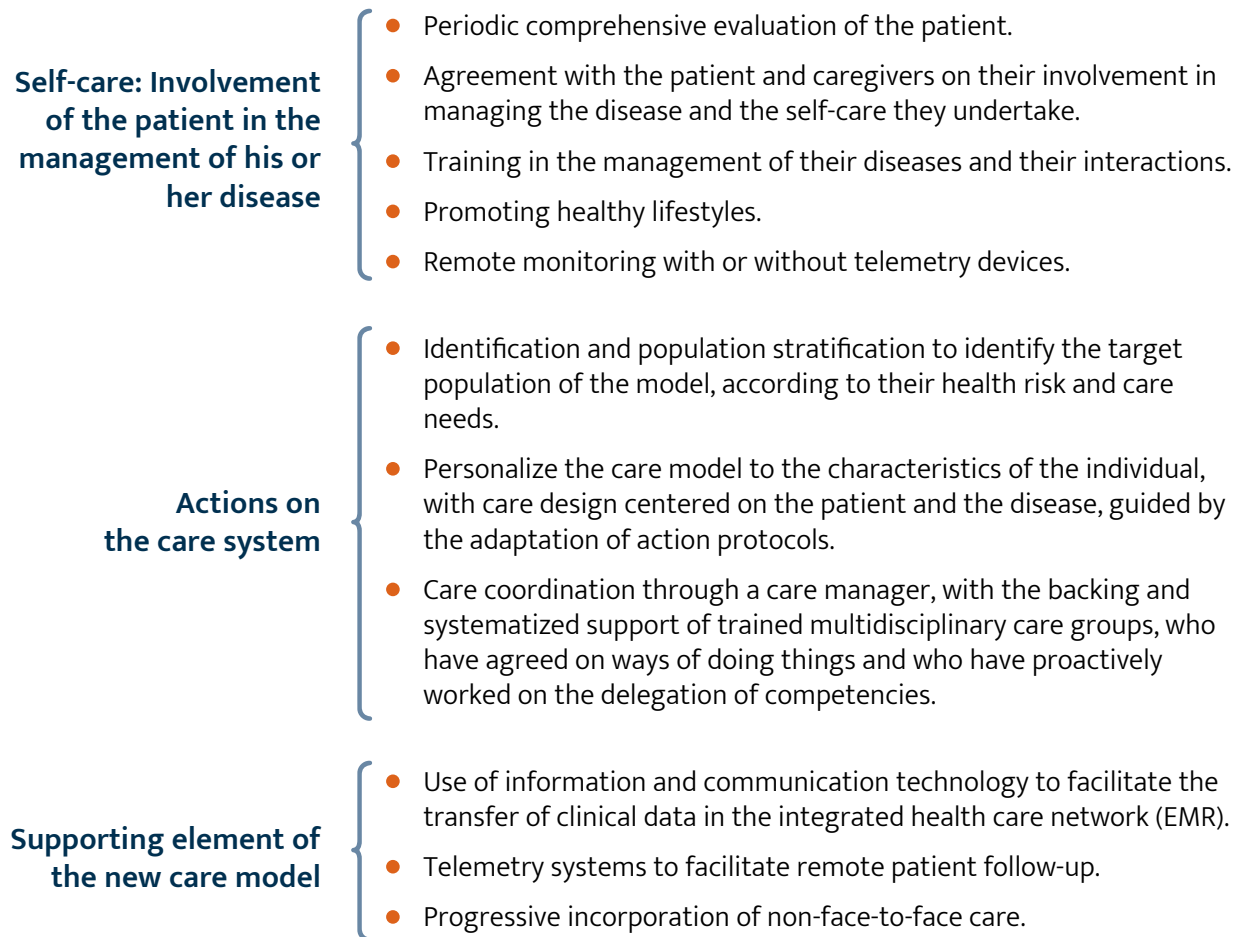 Self-care: Involvement
of the patient in the
management of his or
her disease
Periodic comprehensive evaluation of the patient.
Agreement with the patient and caregivers on their involvement in
managing the disease and the self-care they undertake.
Training in the management of their diseases and their interactions.
Promoting healthy lifestyles.
Remote monitoring with or without telemetry devices.
Actions on
the care system
Identification and population stratification to identify the target
population of the model, according to their health risk and care
needs.
Personalize the care model to the characteristics of the individual,
with care design centered on the patient and the disease, guided by
the adaptation of action protocols.
Care coordination through a care manager, with the backing and
systematized support of trained multidisciplinary care groups, who
have agreed on ways of doing things and who have proactively
worked on the delegation of competencies.
Supporting element of
the new care model
Use of information and communication technology to facilitate the
transfer of clinical data in the integrated health care network (EMR).
Telemetry systems to facilitate remote patient follow-up.
Progressive incorporation of non-face-to-face care.